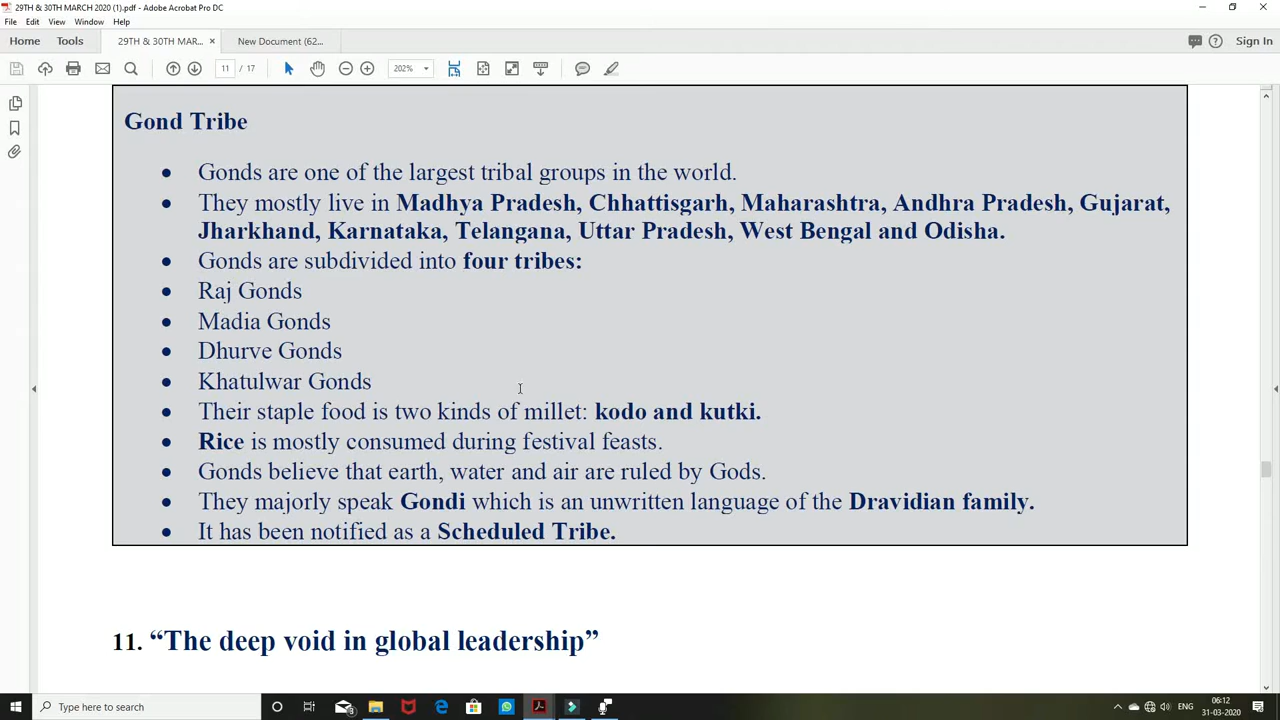 29TH & 30TH MARCH 2020 (1).pdf - Adobe Acrobat Pro DC
File Edit View Window Help
Home Tools 29TH & 30TH MAR... × New Document (62... Sign In
11 / 17 202%
Gond Tribe
• Gonds are one of the largest tribal groups in the world.
• They mostly live in Madhya Pradesh, Chhattisgarh, Maharashtra, Andhra Pradesh, Gujarat,
Jharkhand, Karnataka, Telangana, Uttar Pradesh, West Bengal and Odisha.
• Gonds are subdivided into four tribes:
• Raj Gonds
• Madia Gonds
• Dhurve Gonds
• Khatulwar Gonds
• Their staple food is two kinds of millet: kodo and kutki.
• Rice is mostly consumed during festival feasts.
• Gonds believe that earth, water and air are ruled by Gods.
• They majorly speak Gondi which is an unwritten language of the Dravidian family.
• It has been notified as a Scheduled Tribe.
11. “The deep void in global leadership”
Type here to search
06:12
31-03-2020